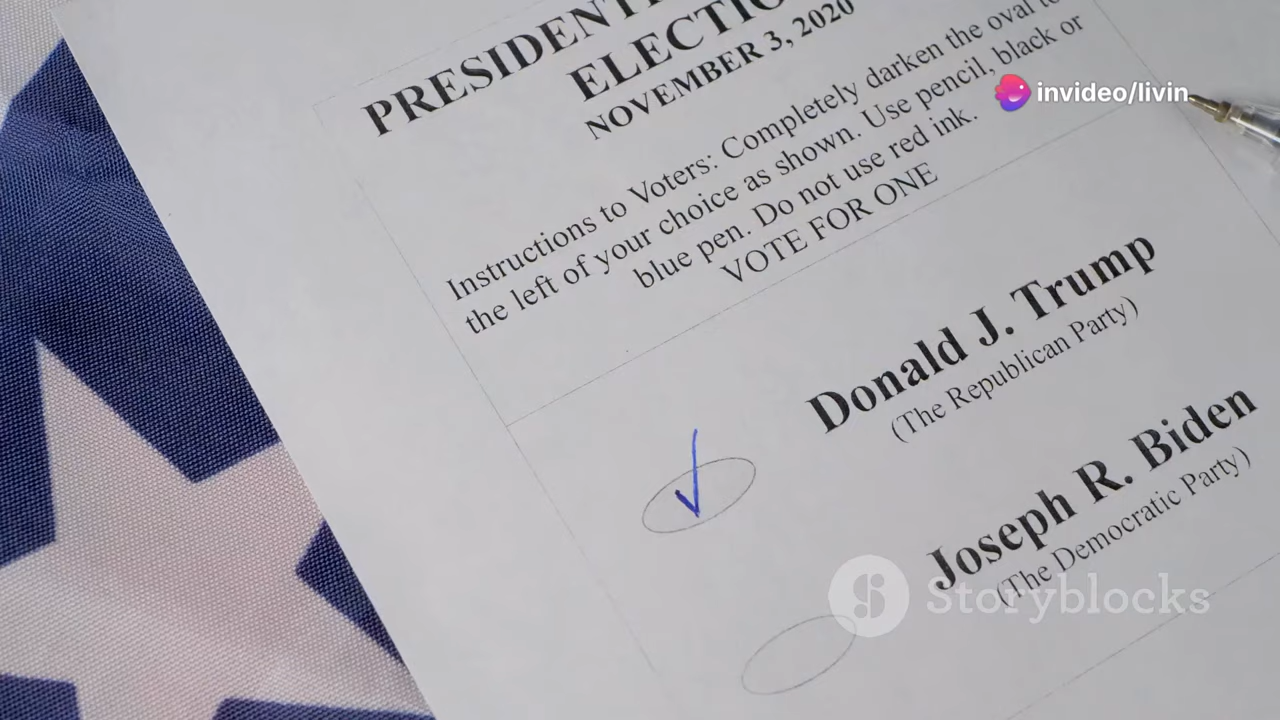 PRESIDENT
ELECTIO
NOVEMBER 3, 2020
Instructions to Voters: Completely darken the oval to
the left of your choice as shown. Use pencil, black or
blue pen. Do not use red ink.
VOTE FOR ONE
Donald J. Trump
(The Republican Party)
Joseph R. Biden
(The Democratic Party)
invideo/livin
Storyblocks